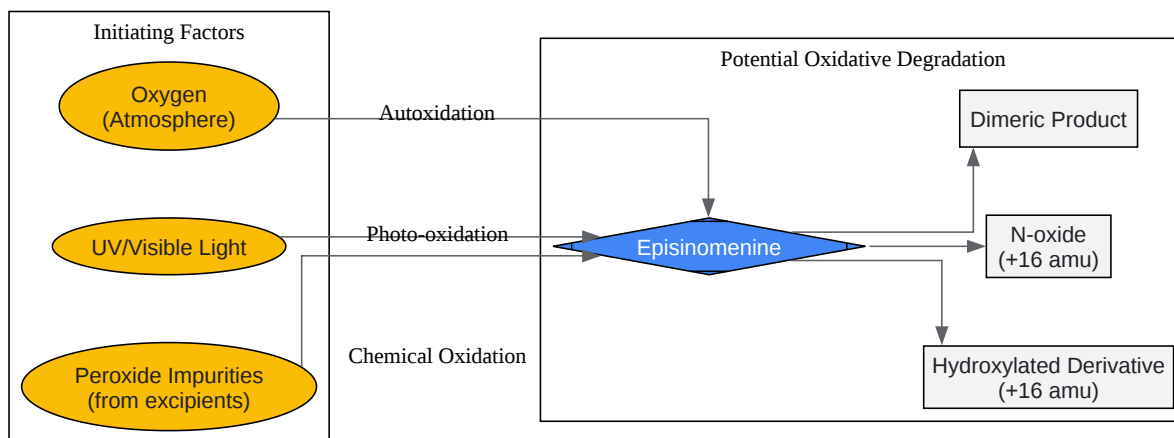 Initiating Factors
Oxygen
(Atmosphere)
UV/Visible Light
Peroxide Impurities
(from excipients)
Autoxidation
Photo-oxidation
Chemical Oxidation
Potential Oxidative Degradation
Episinomenine
Dimeric Product
N-oxide
(+16 amu)
Hydroxylated Derivative
(+16 amu)